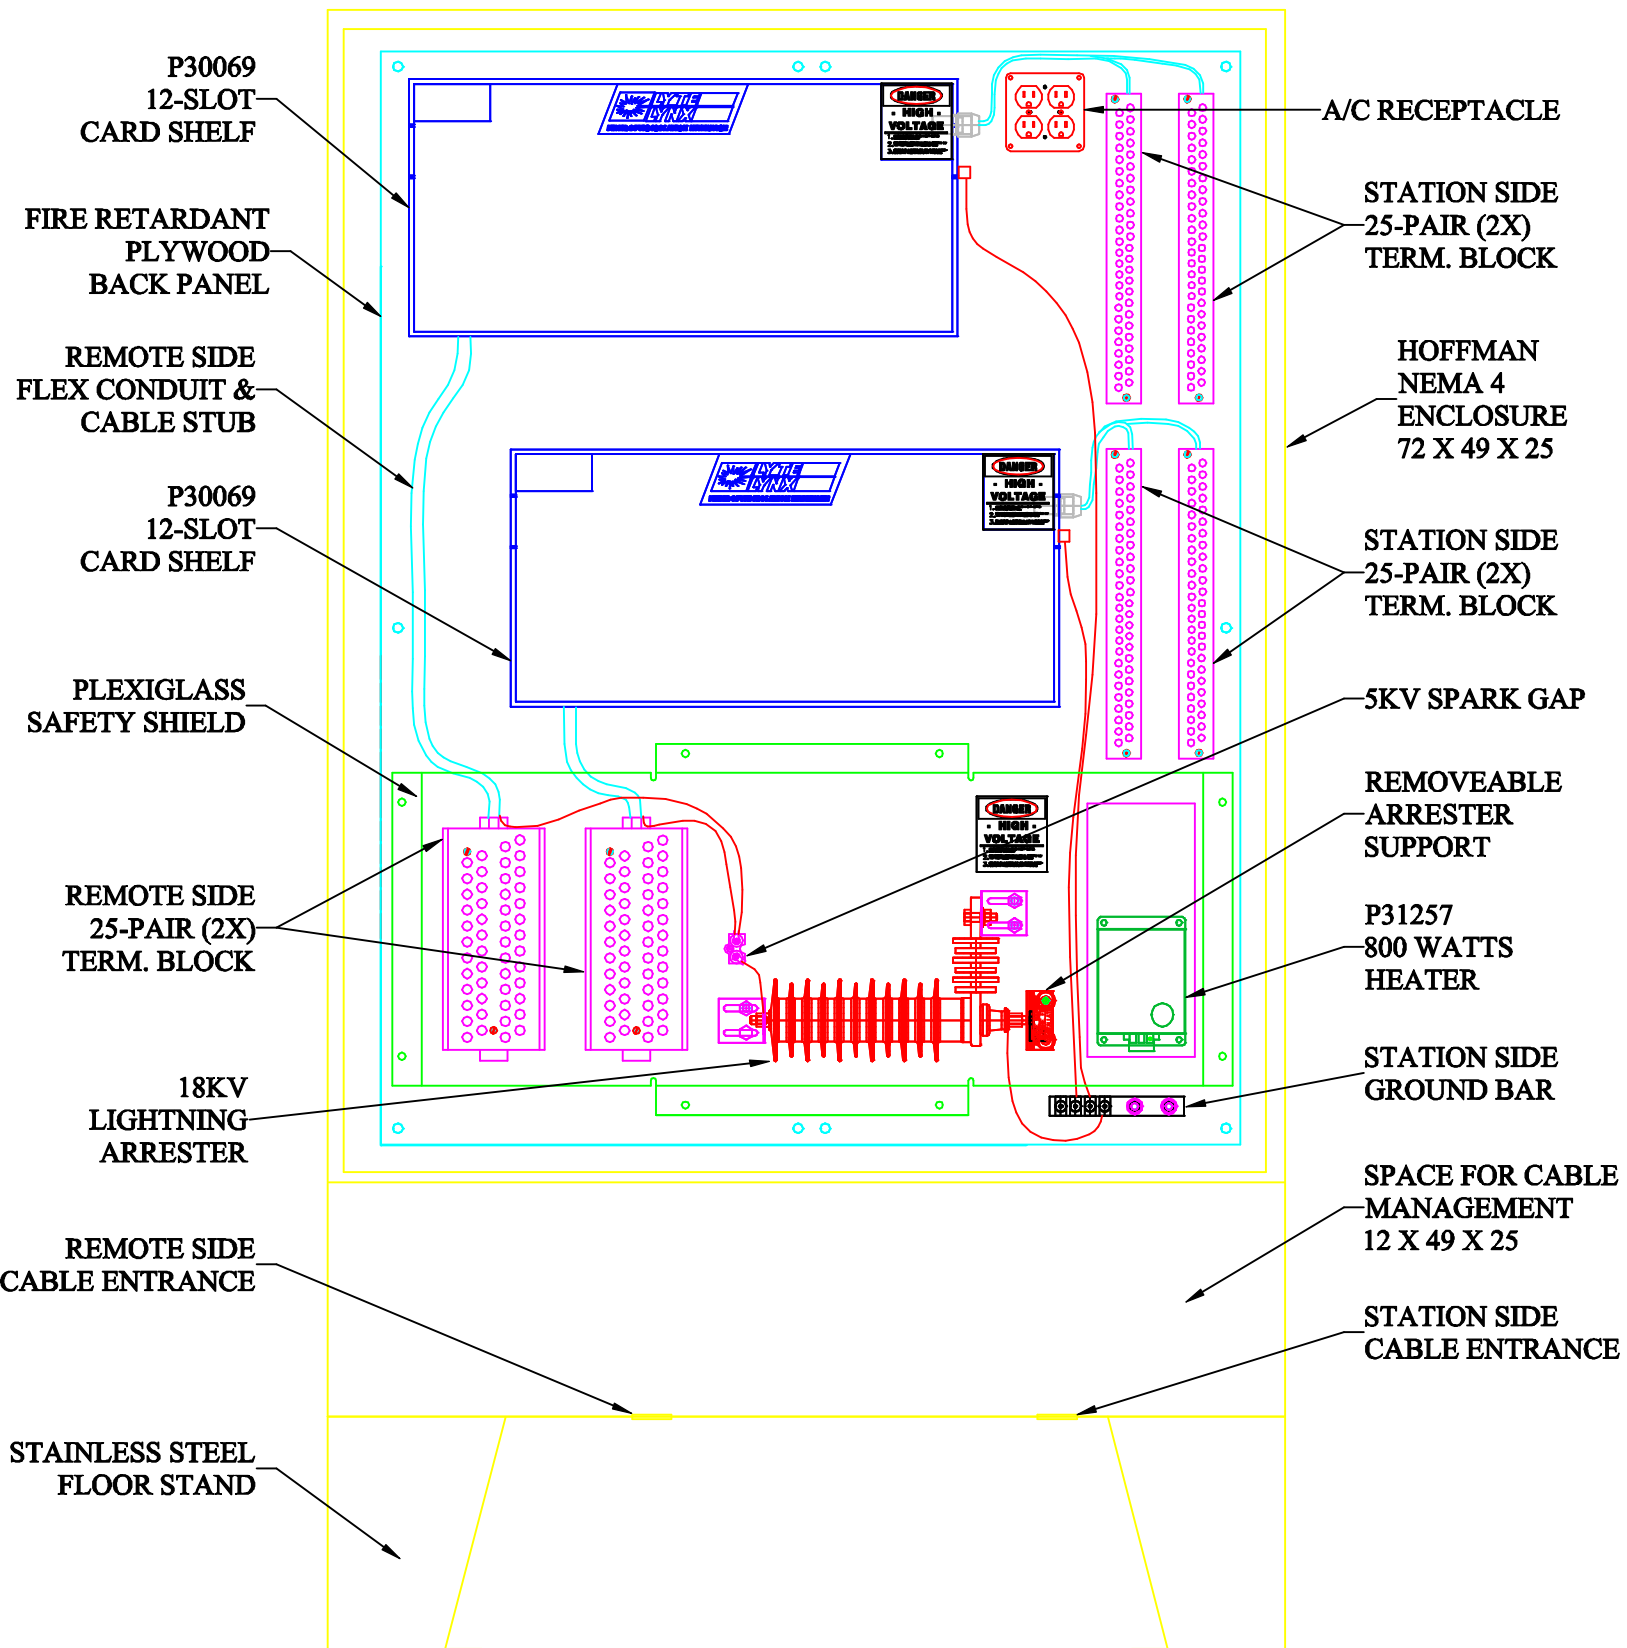 P30069
12-SLOT
CARD SHELF
FIRE RETARDANT
PLYWOOD
BACK PANEL
REMOTE SIDE
FLEX CONDUIT &
CABLE STUB
P30069
12-SLOT
CARD SHELF
PLEXIGLASS
SAFETY SHIELD
REMOTE SIDE
25-PAIR (2X)
TERM. BLOCK
18KV
LIGHTNING
ARRESTER
REMOTE SIDE
CABLE ENTRANCE
STAINLESS STEEL
FLOOR STAND
LYTE
LYNX
DANGER
- HIGH -
VOLTAGE
LYTE
LYNX
DANGER
- HIGH -
VOLTAGE
DANGER
- HIGH -
VOLTAGE
A/C RECEPTACLE
STATION SIDE
25-PAIR (2X)
TERM. BLOCK
HOFFMAN
NEMA 4
ENCLOSURE
72 X 49 X 25
STATION SIDE
25-PAIR (2X)
TERM. BLOCK
5KV SPARK GAP
REMOVEABLE
ARRESTER
SUPPORT
P31257
800 WATTS
HEATER
STATION SIDE
GROUND BAR
SPACE FOR CABLE
MANAGEMENT
12 X 49 X 25
STATION SIDE
CABLE ENTRANCE